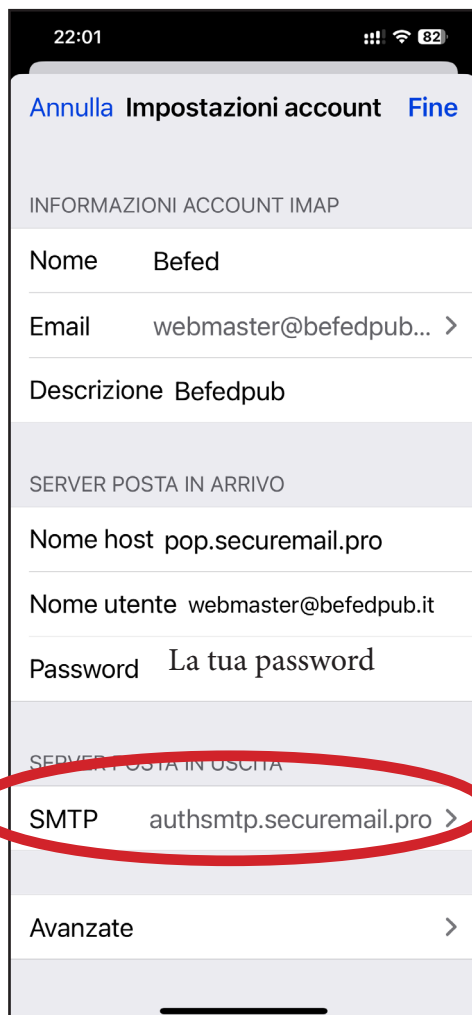 22:01 82
Annulla Impostazioni account Fine
INFORMAZIONI ACCOUNT IMAP
Nome Befed
Email webmaster@befedpub...
Descrizione Befedpub
SERVER POSTA IN ARRIVO
Nome host pop.securemail.pro
Nome utente webmaster@befedpub.it
Password La tua password
SERVER POSTA IN USCITA
SMTP authsmtp.securemail.pro
Avanzate